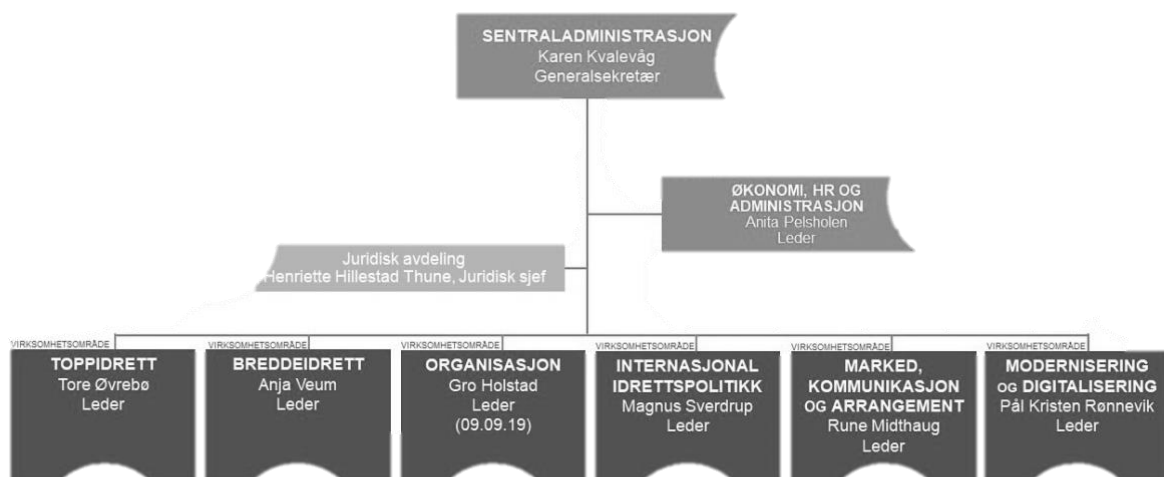 SENTRALADMINISTRASJON
Karen Kvalevåg
Generalsekretær
ØKONOMI, HR OG
ADMINISTRASJON
Anita Pelsholen
Leder
Juridisk avdeling
Henriette Hillestad Thune, Juridisk sjef
VIRKSOMHETSOMRÅDE
TOPPIDRETT
Tore Øvrebø
Leder
VIRKSOMHETSOMRÅDE
BREDDEIDRETT
Anja Veum
Leder
VIRKSOMHETSOMRÅDE
ORGANISASJON
Gro Holstad
Leder
(09.09.19)
VIRKSOMHETSOMRÅDE
INTERNASJONAL
IDRETTSPOLITIKK
Magnus Sverdrup
Leder
VIRKSOMHETSOMRÅDE
MARKED,
KOMMUNIKASJON
OG ARRANGEMENT
Rune Midthaug
Leder
VIRKSOMHETSOMRÅDE
MODERNISERING
og DIGITALISERING
Pål Kristen Rønnevik
Leder